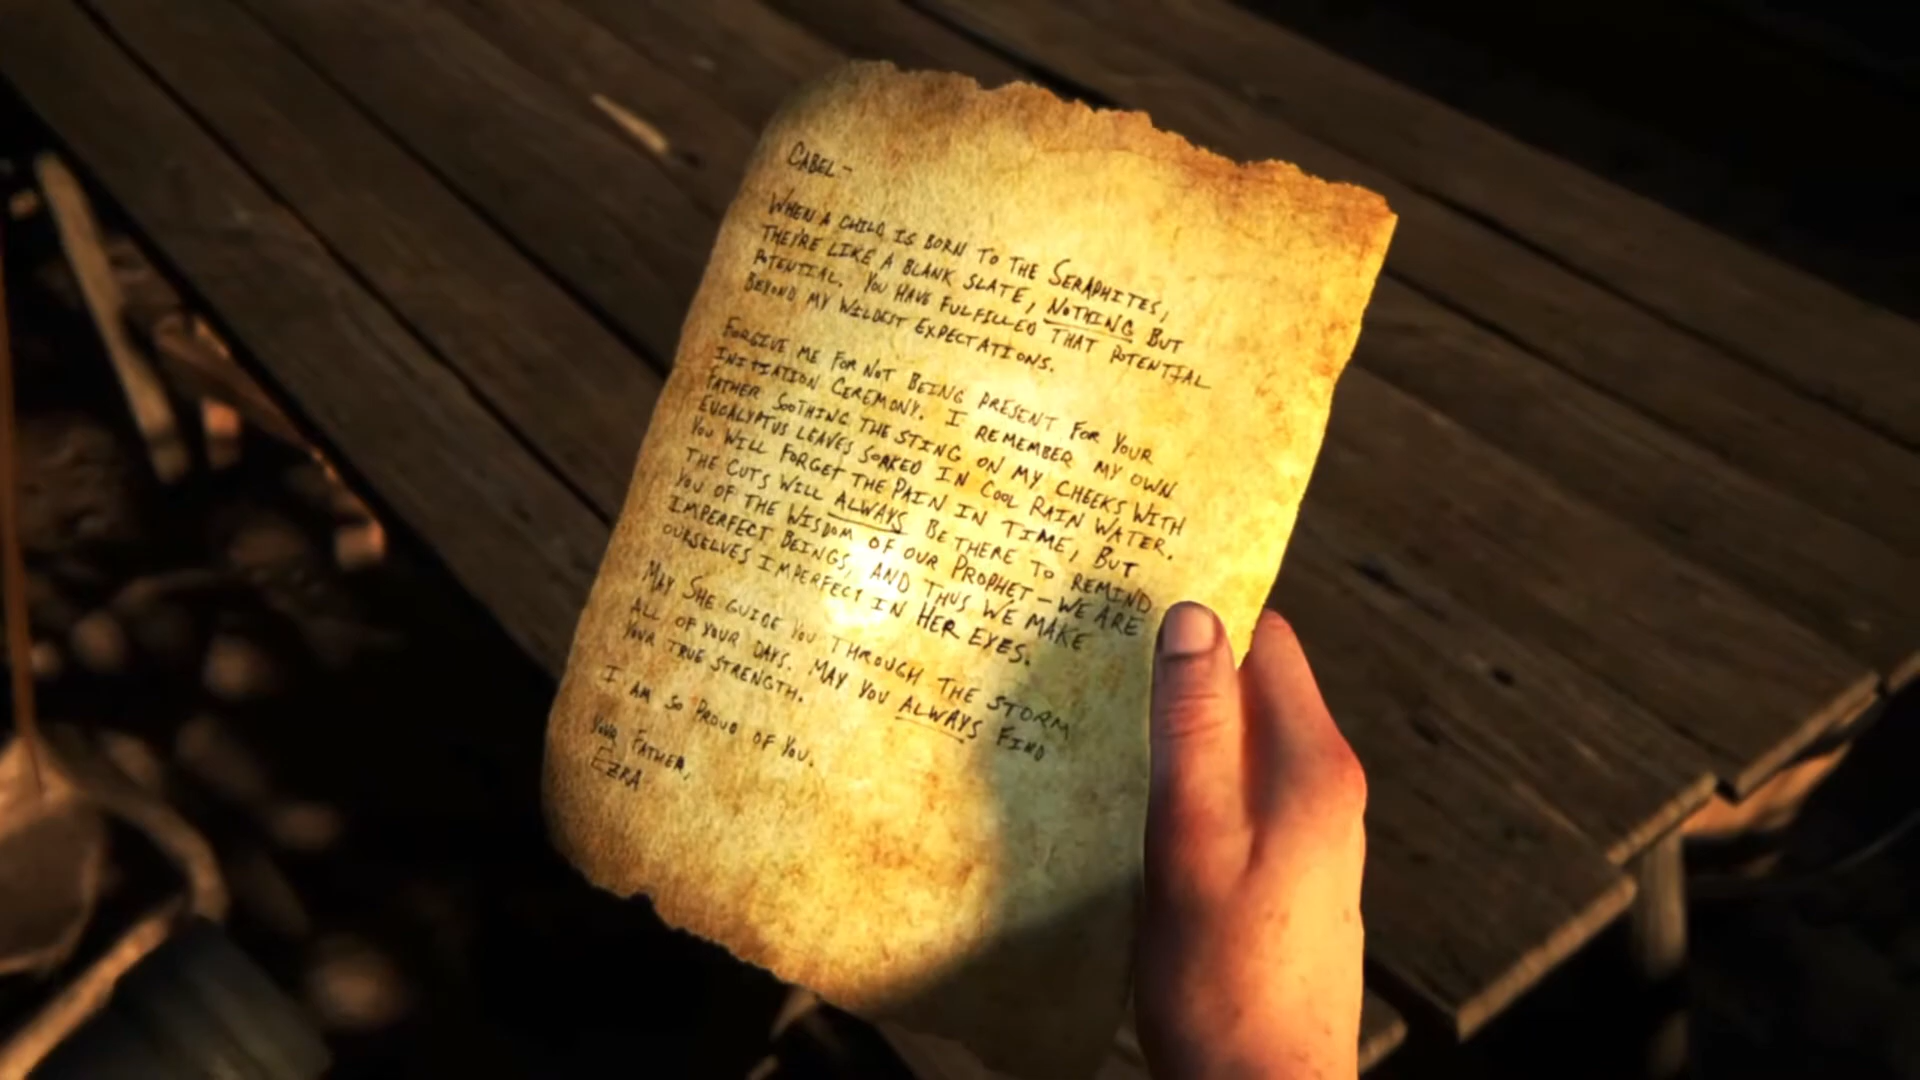 CABEL-
WHEN A CHILD IS BORN TO THE SERAPHITES,
THEY'RE LIKE A BLANK SLATE, NOTHING BUT
POTENTIAL. YOU HAVE FULFILLED THAT POTENTIAL
BEYOND MY WILDEST EXPECTATIONS.
FORGIVE ME FOR NOT BEING PRESENT FOR YOUR
INITIATION CEREMONY. I REMEMBER MY OWN
FATHER SOOTHING THE STING ON MY CHEEKS WITH
EUCALYPTUS LEAVES SOAKED IN COOL RAIN WATER.
YOU WILL FORGET THE PAIN IN TIME, BUT
THE CUTS WILL ALWAYS BE THERE TO REMIND
YOU OF THE WISDOM OF OUR PROPHET - WE ARE
IMPERFECT BEINGS, AND THUS WE MAKE
OURSELVES IMPERFECT IN HER EYES.
MAY SHE GUIDE YOU THROUGH THE STORM
ALL OF YOUR DAYS. MAY YOU ALWAYS FIND
YOUR TRUE STRENGTH.
I AM SO PROUD OF YOU.
YOUR FATHER,
EZRA